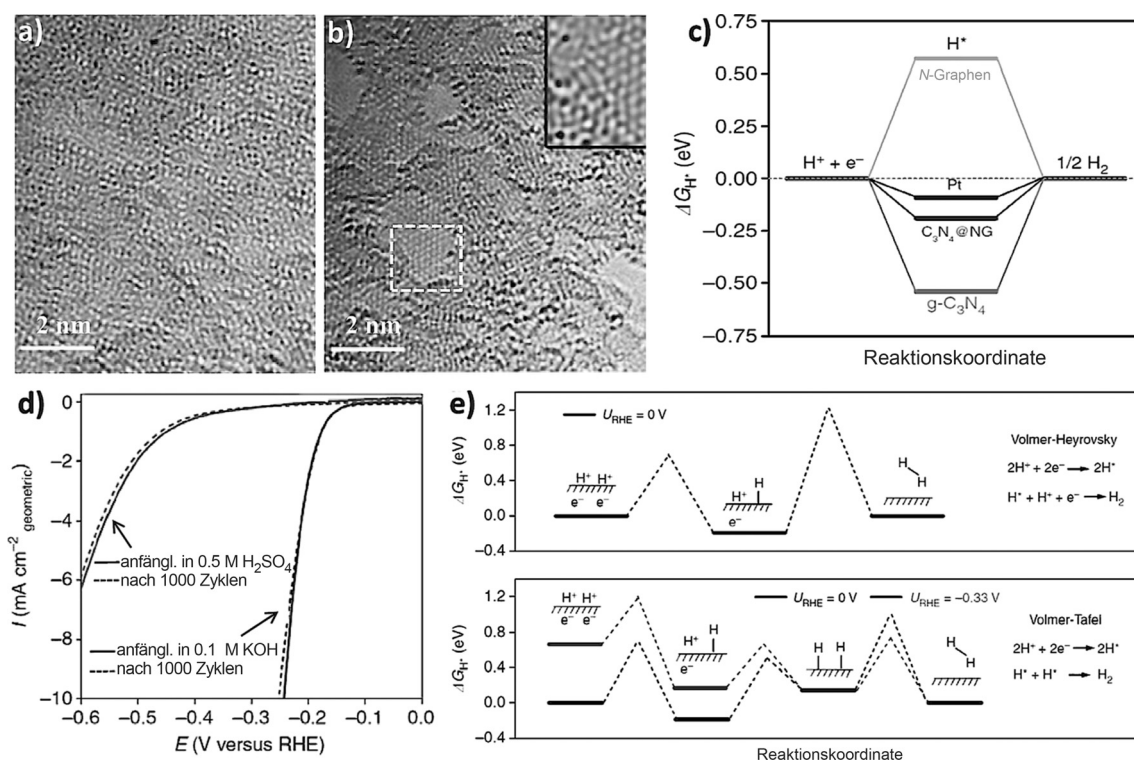 a)
2 nm
b)
2 nm
c)
0.75
0.50
0.25
0.00
−0.25
−0.50
−0.75
ΔG_H* (eV)
H*
N-Graphen
H⁺ + e⁻
1/2 H₂
Pt
C₃N₄@NG
g-C₃N₄
Reaktionskoordinate
d)
0
−2
−4
−6
−8
−10
I (mA cm⁻² geometric)
anfängl. in 0.5 M H₂SO₄
nach 1000 Zyklen
anfängl. in 0.1 M KOH
nach 1000 Zyklen
−0.6 −0.5 −0.4 −0.3 −0.2 −0.1 0.0
E (V versus RHE)
e)
1.2
0.8
0.4
0.0
−0.4
ΔG_H* (eV)
U_RHE = 0 V
H⁺ H⁺
e⁻ e⁻
H⁺ H
e⁻
H
H
Volmer-Heyrovsky
2H⁺ + 2e⁻ → 2H*
H* + H⁺ + e⁻ → H₂
1.2
0.8
0.4
0.0
−0.4
ΔG_H* (eV)
U_RHE = 0 V
U_RHE = −0.33 V
H⁺ H⁺
e⁻ e⁻
H⁺ H
e⁻
H H
H
H
Volmer-Tafel
2H⁺ + 2e⁻ → 2H*
H* + H* → H₂
Reaktionskoordinate